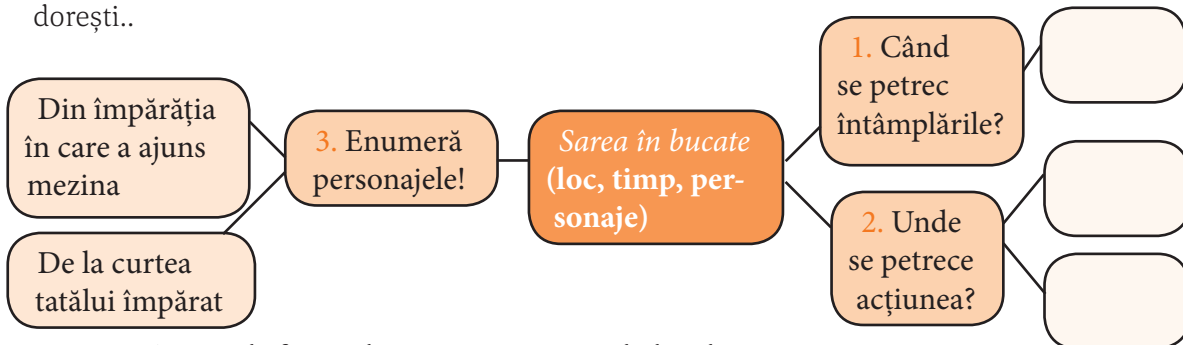 dorești..
Din împărăția
în care a ajuns
mezina
De la curtea
tatălui împărat
3. Enumeră
personajele!
Sarea în bucate
(loc, timp, per-
sonaje)
1. Când
se petrec
întâmplările?
2. Unde
se petrece
acțiunea?